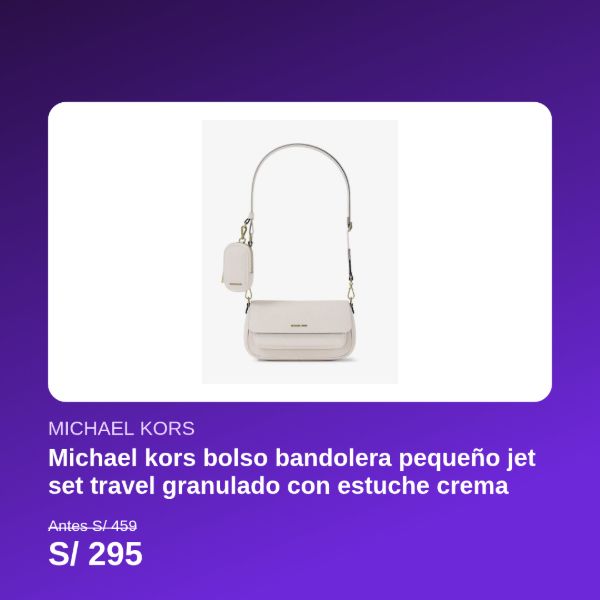 MICHAEL KORS
Michael kors bolso bandolera pequeño jet
set travel granulado con estuche crema
Antes S/ 459
S/ 295